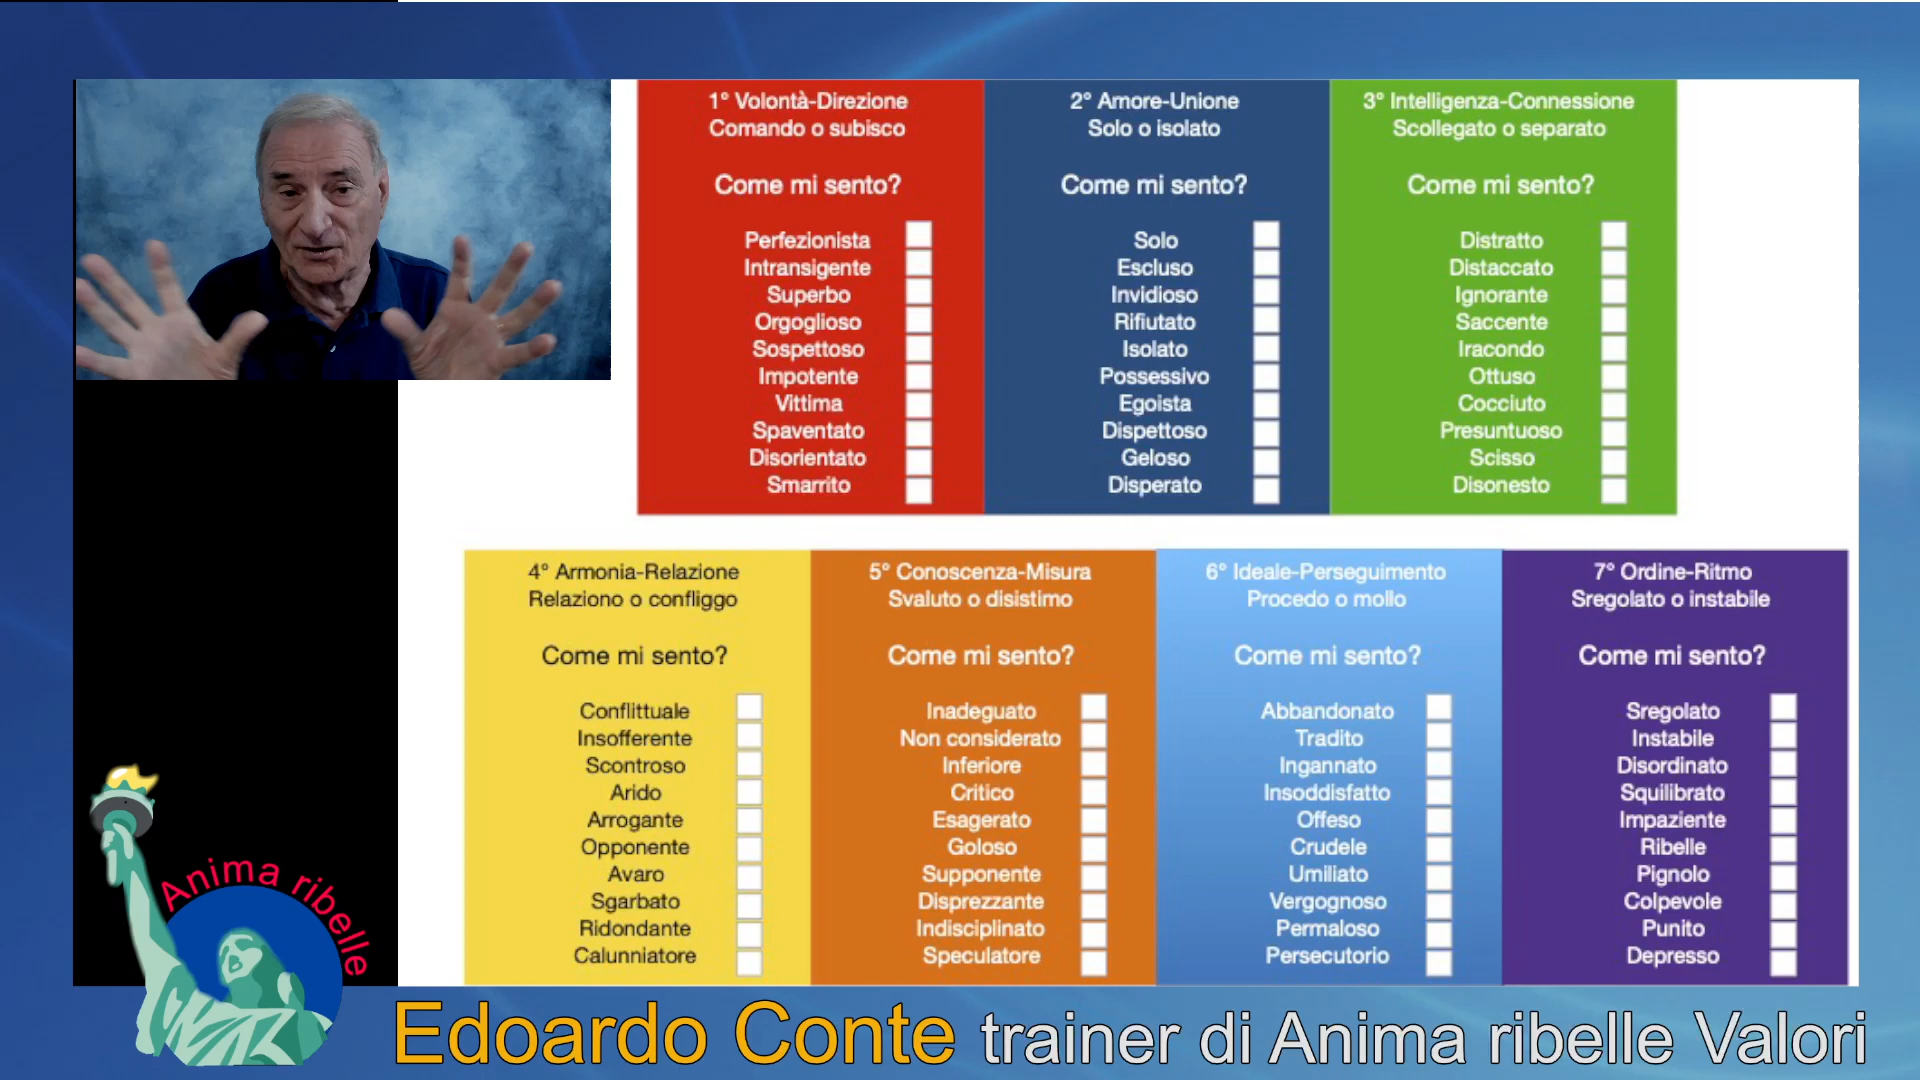 1° Volontà-Direzione
Comando o subisco
Come mi sento?
Perfezionista
Intransigente
Superbo
Orgoglioso
Sospettoso
Impotente
Vittima
Spaventato
Disorientato
Smarrito
2° Amore-Unione
Solo o isolato
Come mi sento?
Solo
Escluso
Invidioso
Rifiutato
Isolato
Possessivo
Egoista
Dispettoso
Geloso
Disperato
3° Intelligenza-Connessione
Scollegato o separato
Come mi sento?
Distratto
Distaccato
Ignorante
Saccente
Iracondo
Ottuso
Cocciuto
Presuntuoso
Scisso
Disonesto
4° Armonia-Relazione
Relaziono o confliggo
Come mi sento?
Conflittuale
Insofferente
Scontroso
Arido
Arrogante
Opponente
Avaro
Sgarbato
Ridondante
Calunniatore
5° Conoscenza-Misura
Svaluto o disistimo
Come mi sento?
Inadeguato
Non considerato
Inferiore
Critico
Esagerato
Goloso
Supponente
Disprezzante
Indisciplinato
Speculatore
6° Ideale-Perseguimento
Procedo o mollo
Come mi sento?
Abbandonato
Tradito
Ingannato
Insoddisfatto
Offeso
Crudele
Umiliato
Vergognoso
Permaloso
Persecutorio
7° Ordine-Ritmo
Sregolato o instabile
Come mi sento?
Sregolato
Instabile
Disordinato
Squilibrato
Impaziente
Ribelle
Pignolo
Colpevole
Punito
Depresso
Anima ribelle
Edoardo Conte trainer di Anima ribelle Valori